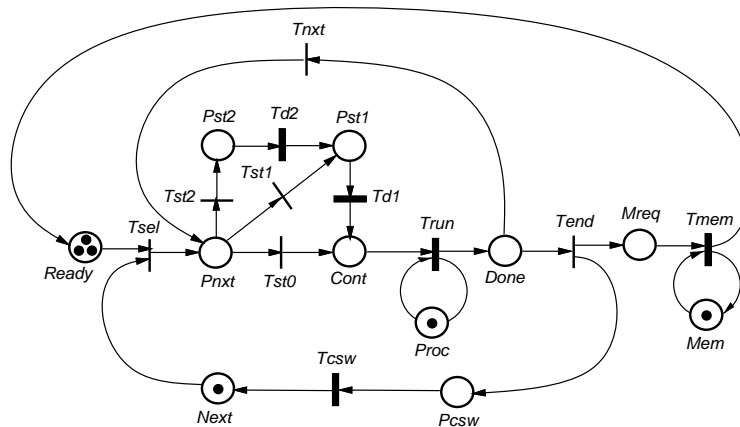 Tnxt
Pst2
Td2
Pst1
Tst1
Tst2
Td1
Tsel
Trun
Tend
Mreq
Tmem
Ready
Pnxt
Tst0
Cont
Done
Proc
Mem
Tcsw
Next
Pcsw